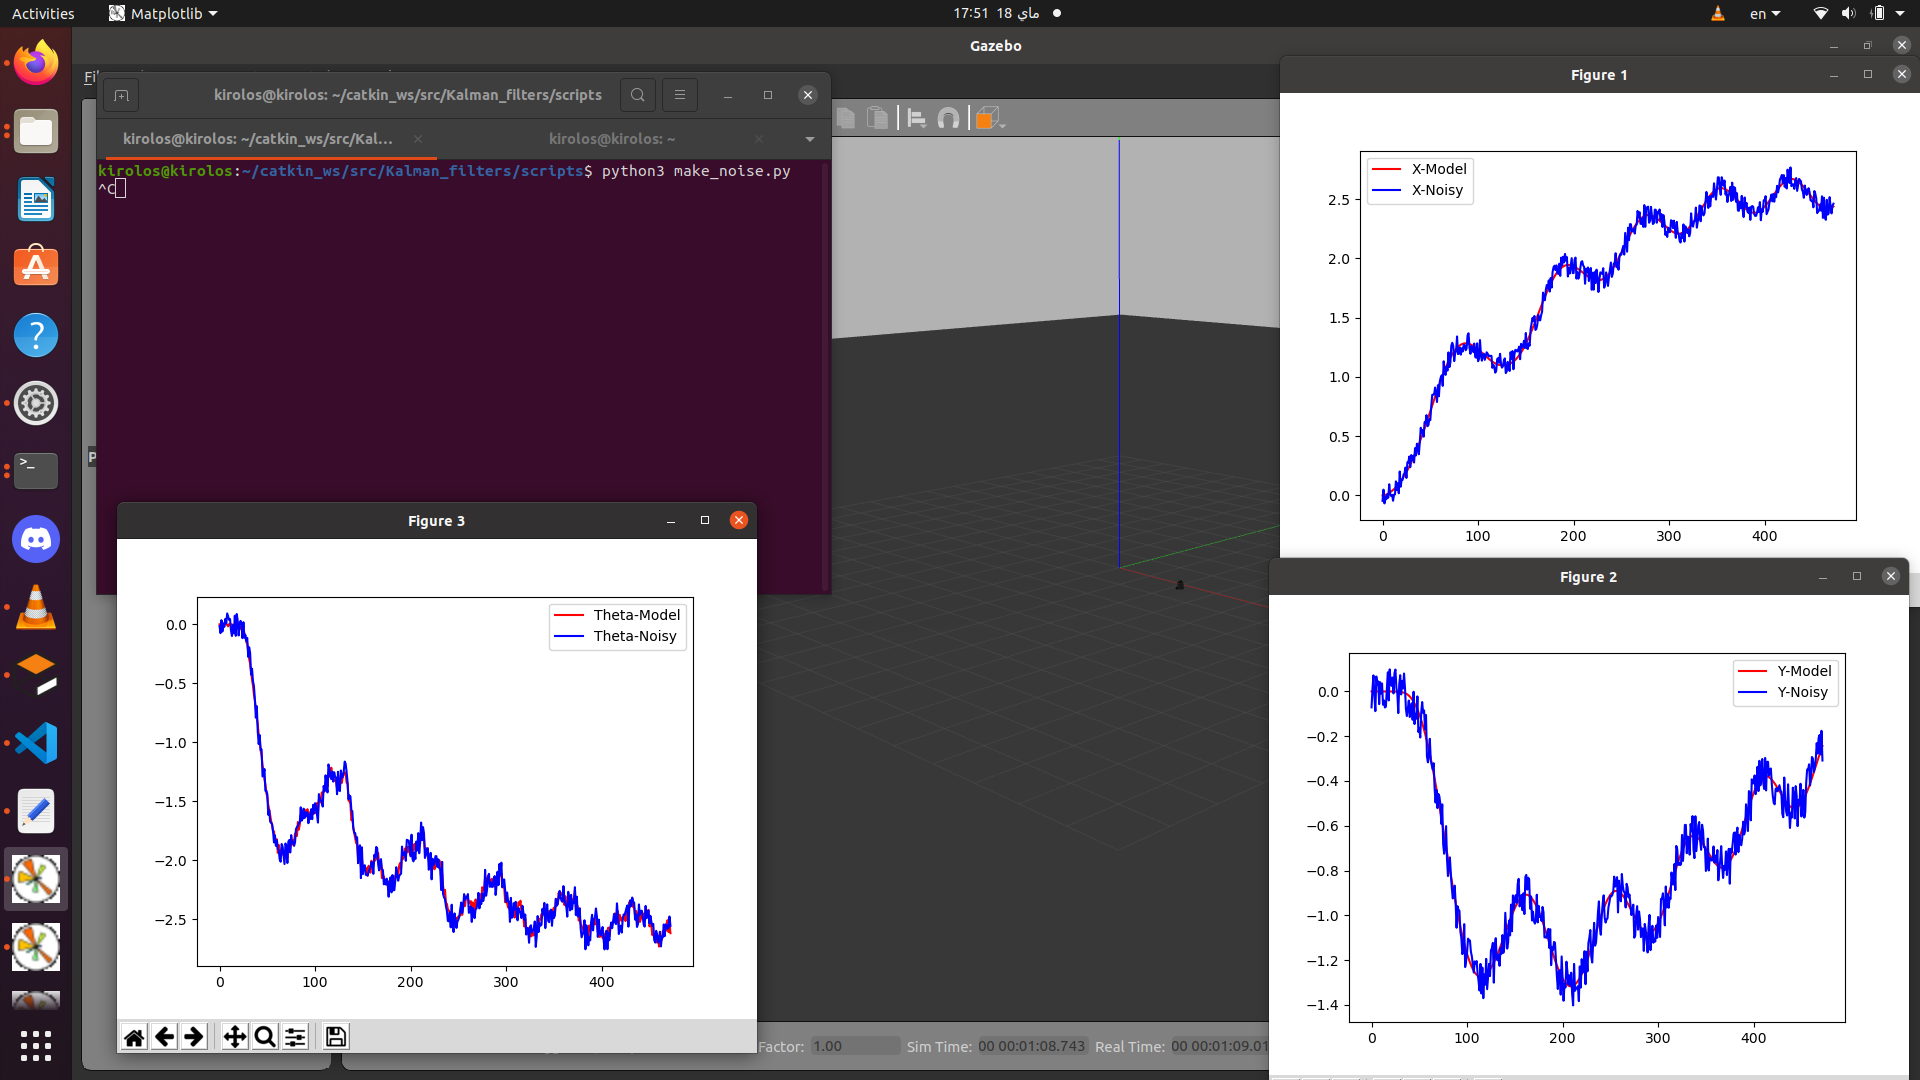 Activities
Matplotlib
17:51 18 ماي
en
Gazebo
kirolos@kirolos: ~/catkin_ws/src/Kalman_filters/scripts
kirolos@kirolos: ~/catkin_ws/src/Kal...
kirolos@kirolos: ~
kirolos@kirolos:~/catkin_ws/src/Kalman_filters/scripts$ python3 make_noise.py
^C
Figure 1
X-Model
X-Noisy
2.5
2.0
1.5
1.0
0.5
0.0
0 100 200 300 400
Figure 3
Theta-Model
Theta-Noisy
0.0
−0.5
−1.0
−1.5
−2.0
−2.5
0 100 200 300 400
Figure 2
Y-Model
Y-Noisy
0.0
−0.2
−0.4
−0.6
−0.8
−1.0
−1.2
−1.4
0 100 200 300 400
Factor: 1.00 Sim Time: 00 00:01:08.743 Real Time: 00 00:01:09.01